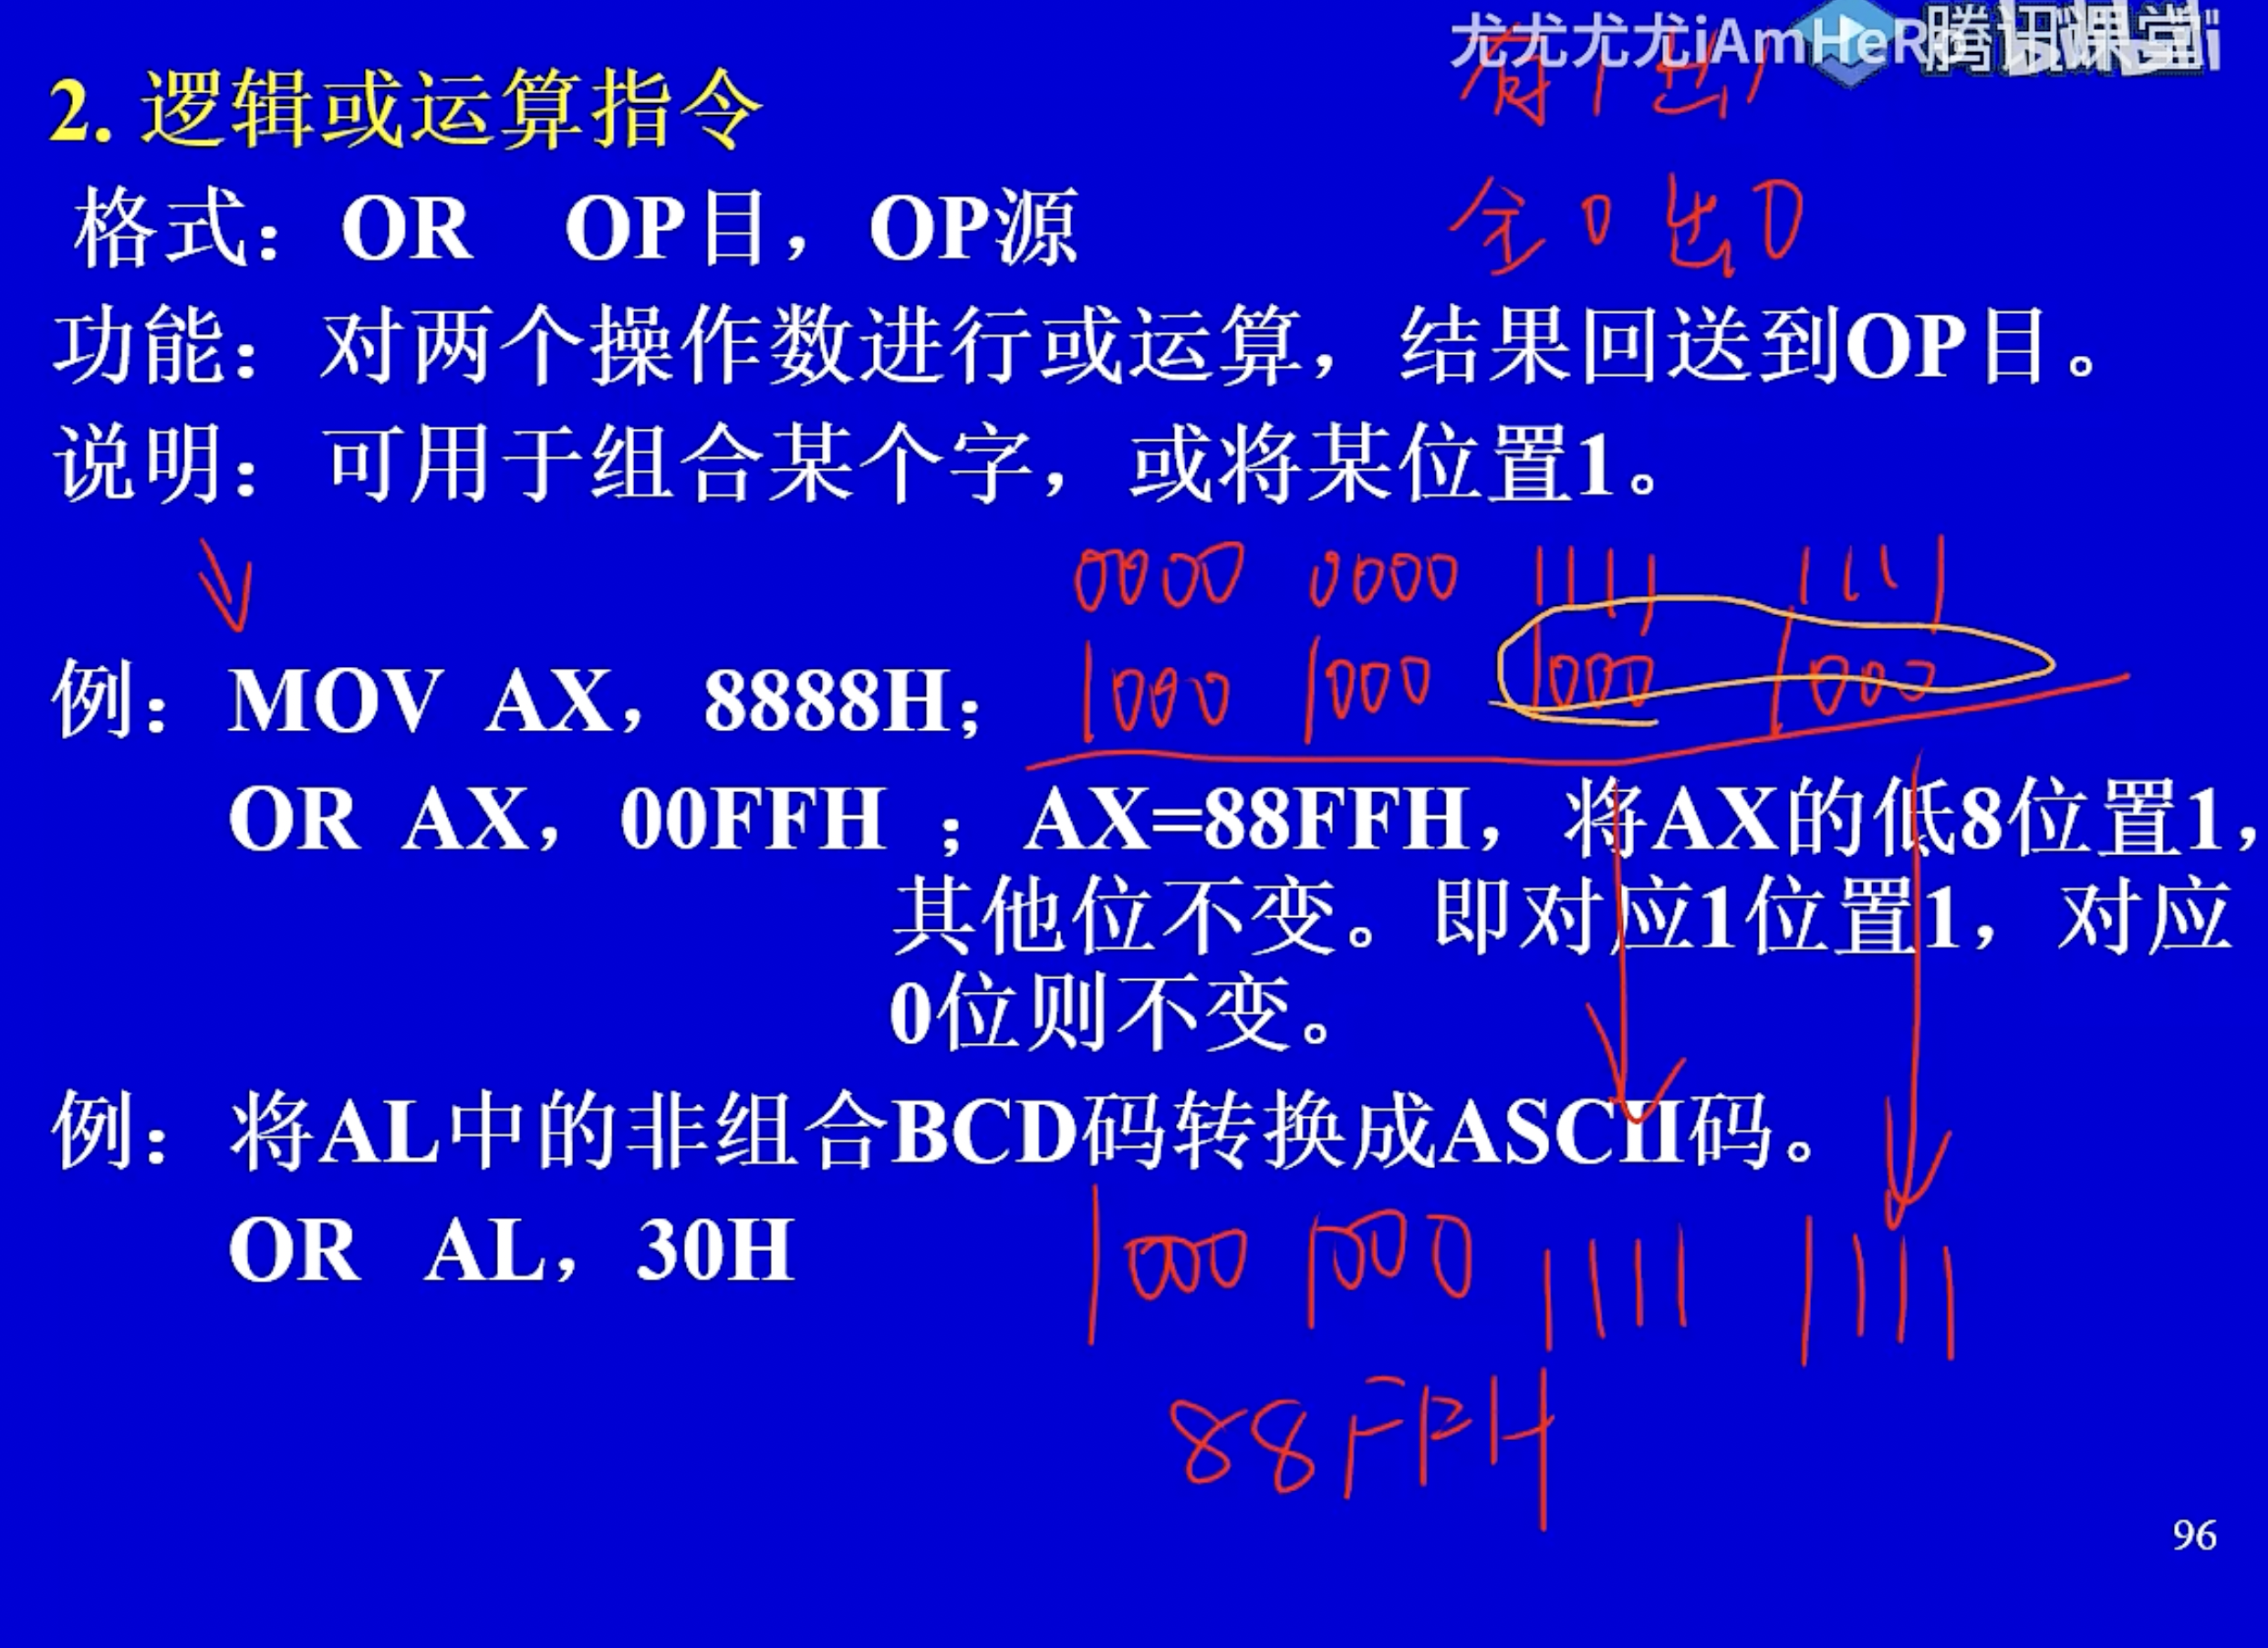 尤尤尤尤iAmHeR 腾讯课堂
有1出1
2. 逻辑或运算指令
格式： OR OP目，OP源
全0出0
功能：对两个操作数进行或运算，结果回送到OP目。
说明：可用于组合某个字，或将某位置1。
0000 0000 1111 1111
例：MOV AX，8888H；
1000 1000 1000 1000
OR AX，00FFH ；AX=88FFH，将AX的低8位置1，
其他位不变。即对应1位置1，对应
0位则不变。
例：将AL中的非组合BCD码转换成ASCII码。
OR AL，30H
1000 1000 1111 1111
88FFH
96